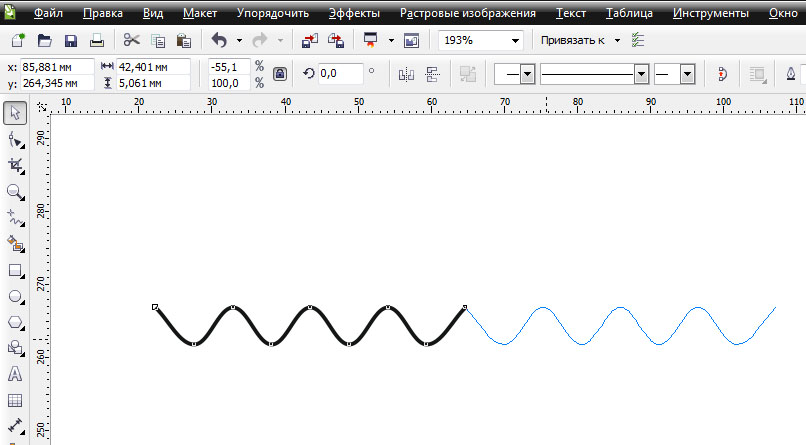 Файл Правка Вид Макет Упорядочить Эффекты Растровые изображения Текст Таблица Инструменты Окно
193% Привязать к
x: 85,881 мм 42,401 мм -55,1 % 0,0 °
y: 264,345 мм 5,061 мм 100,0 %
10 20 30 40 50 60 70 80 90 100 110
290
280
270
260
250